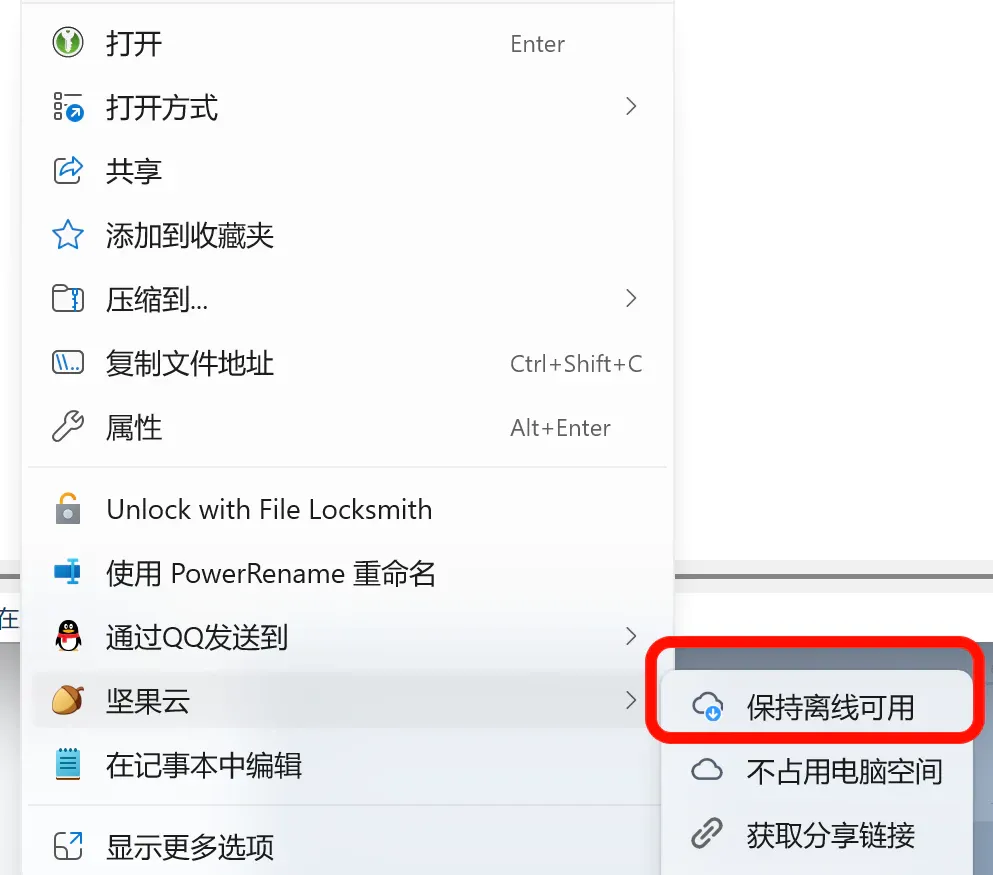 打开 Enter
打开方式
共享
添加到收藏夹
压缩到...
复制文件地址 Ctrl+Shift+C
属性 Alt+Enter
Unlock with File Locksmith
使用 PowerRename 重命名
在
通过QQ发送到
坚果云
保持离线可用
在记事本中编辑
不占用电脑空间
显示更多选项
获取分享链接